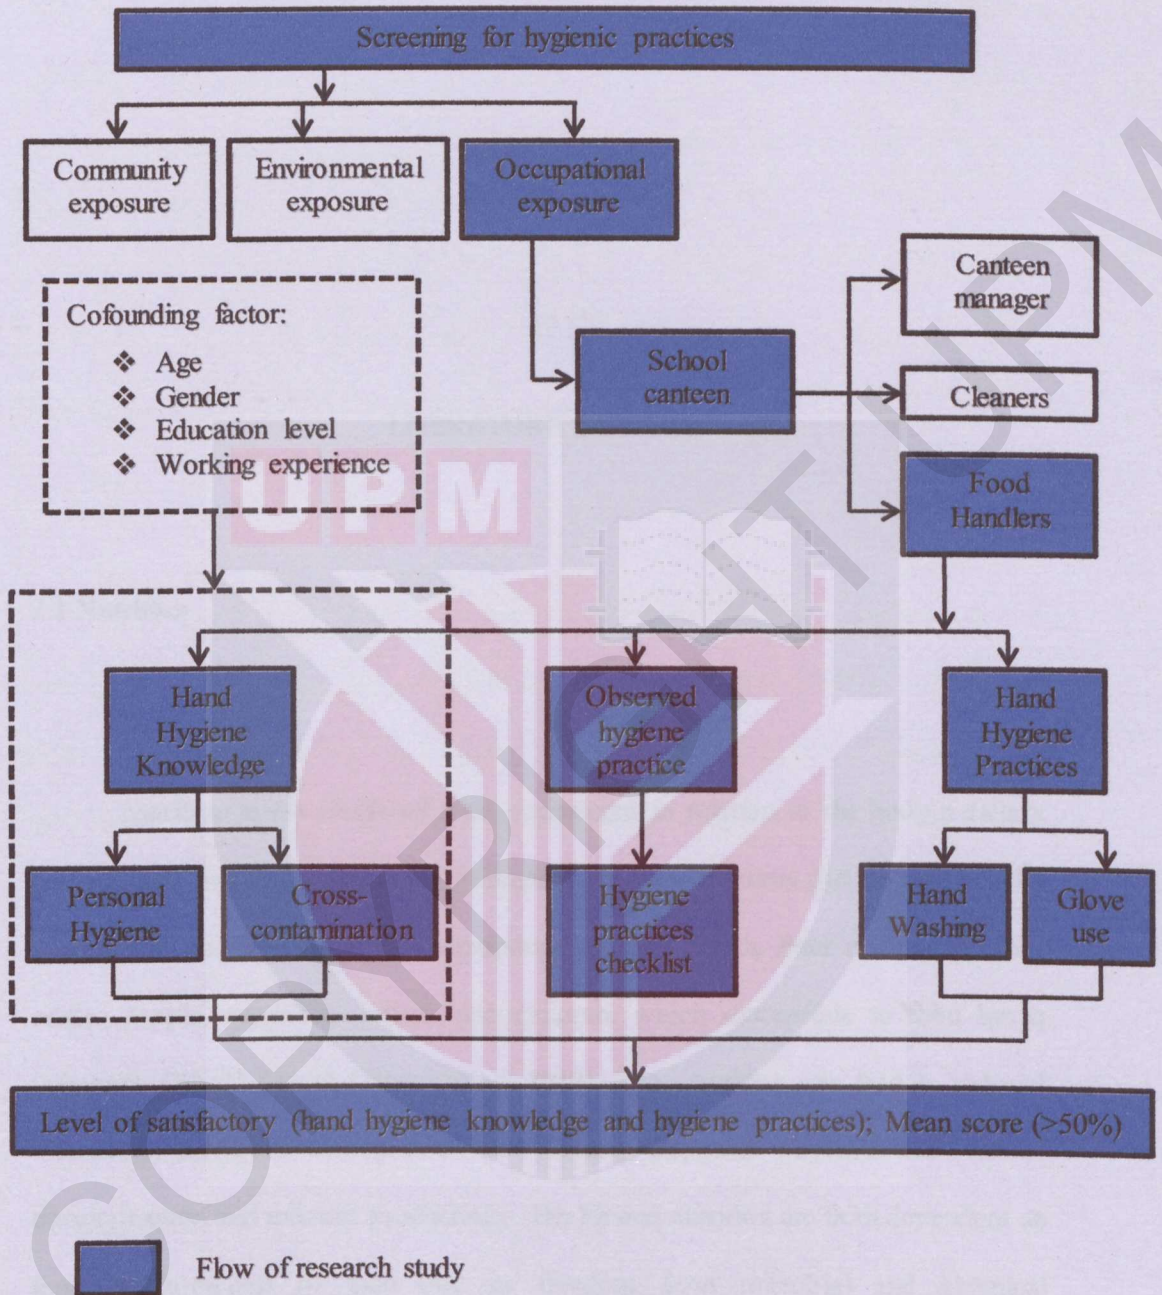 Screening for hygienic practices
Community
exposure
Environmental
exposure
Occupational
exposure
Cofounding factor:
❖ Age
❖ Gender
❖ Education level
❖ Working experience
School
canteen
Canteen
manager
Cleaners
Food
Handlers
UPM
Hand
Hygiene
Knowledge
Observed
hygiene
practice
Hand
Hygiene
Practices
Personal
Hygiene
Cross-
contamination
Hygiene
practices
checklist
Hand
Washing
Glove
use
Level of satisfactory (hand hygiene knowledge and hygiene practices); Mean score (>50%)
Flow of research study
COPYRIGHT UPM